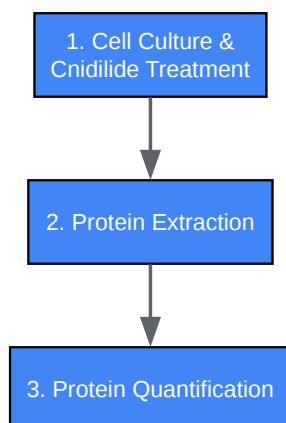 1. Cell Culture &
Cnidilide Treatment
2. Protein Extraction
3. Protein Quantification